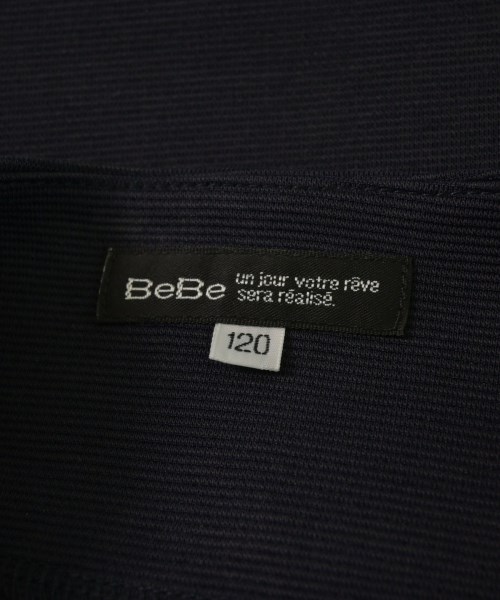 BeBe
un jour votre rêve
sera réalisé.
120